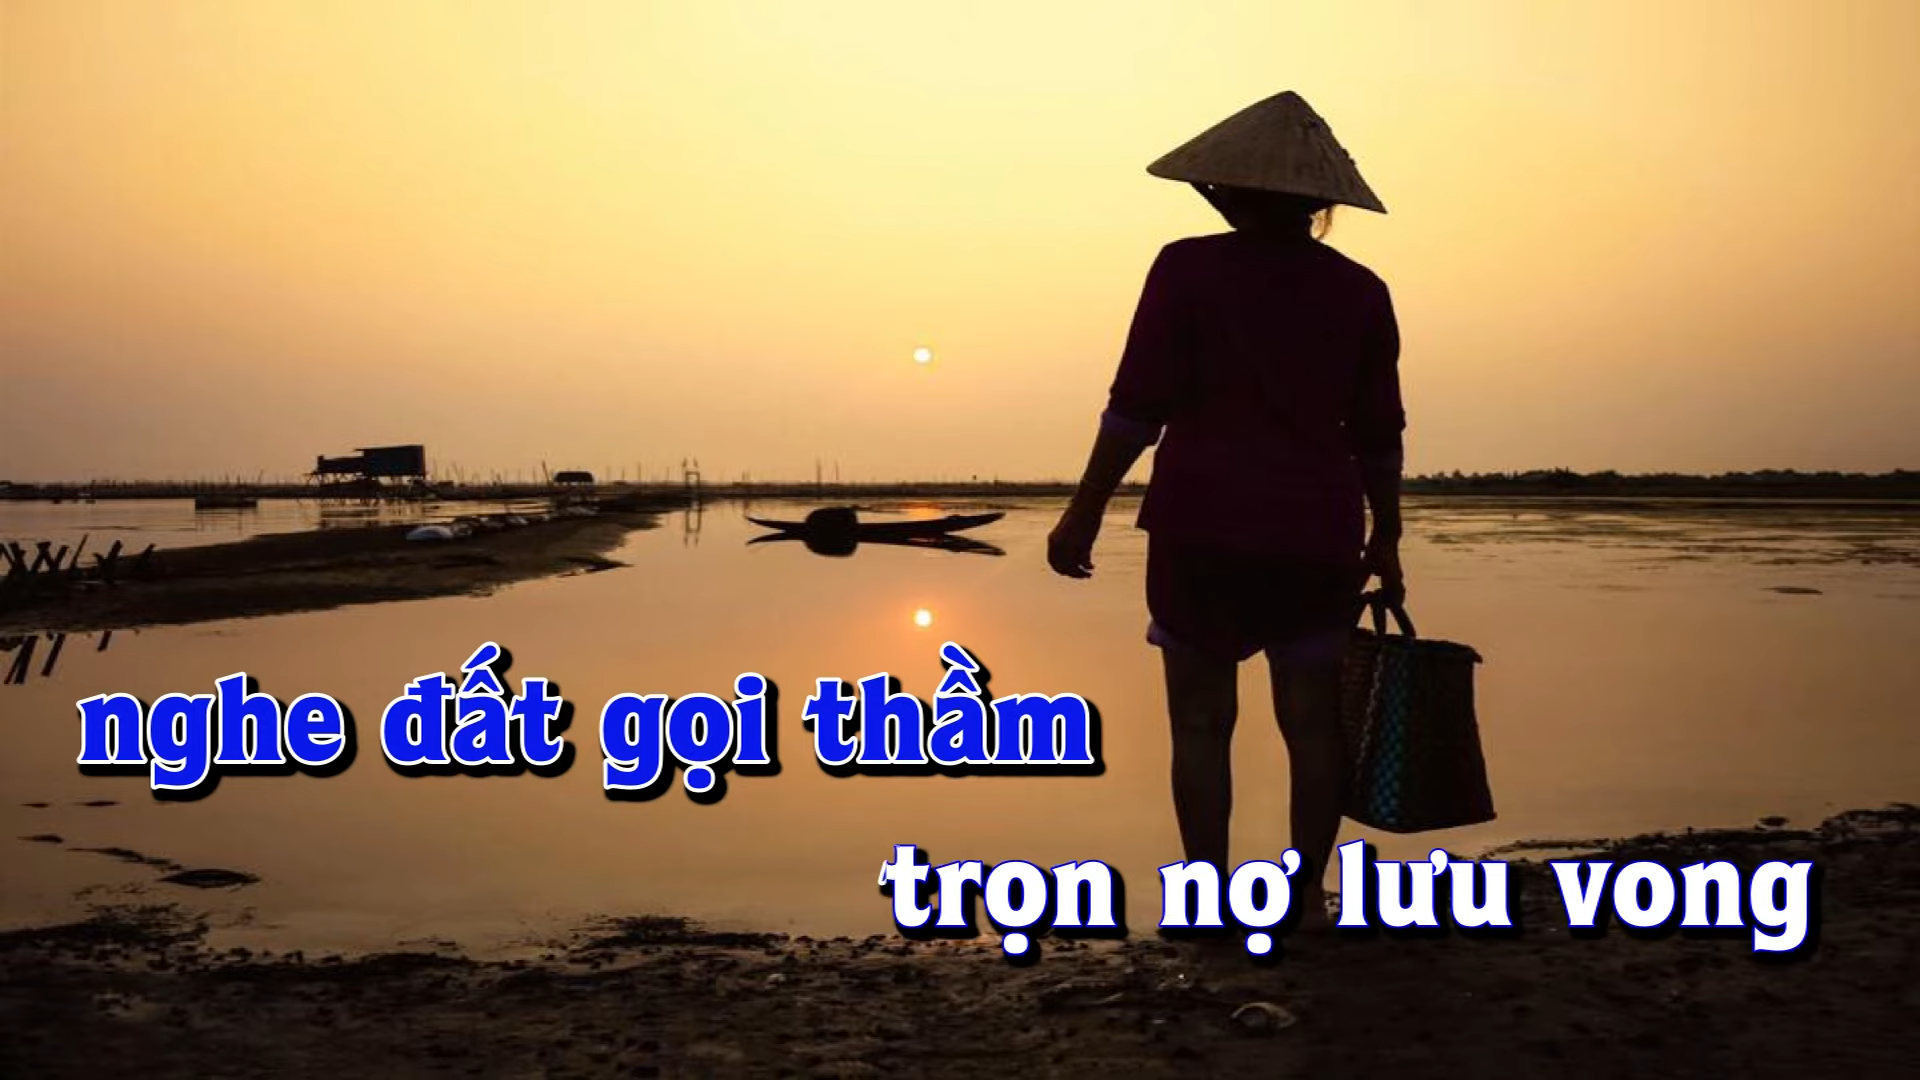 nghe đất gọi thầm
trọn nợ lưu vong